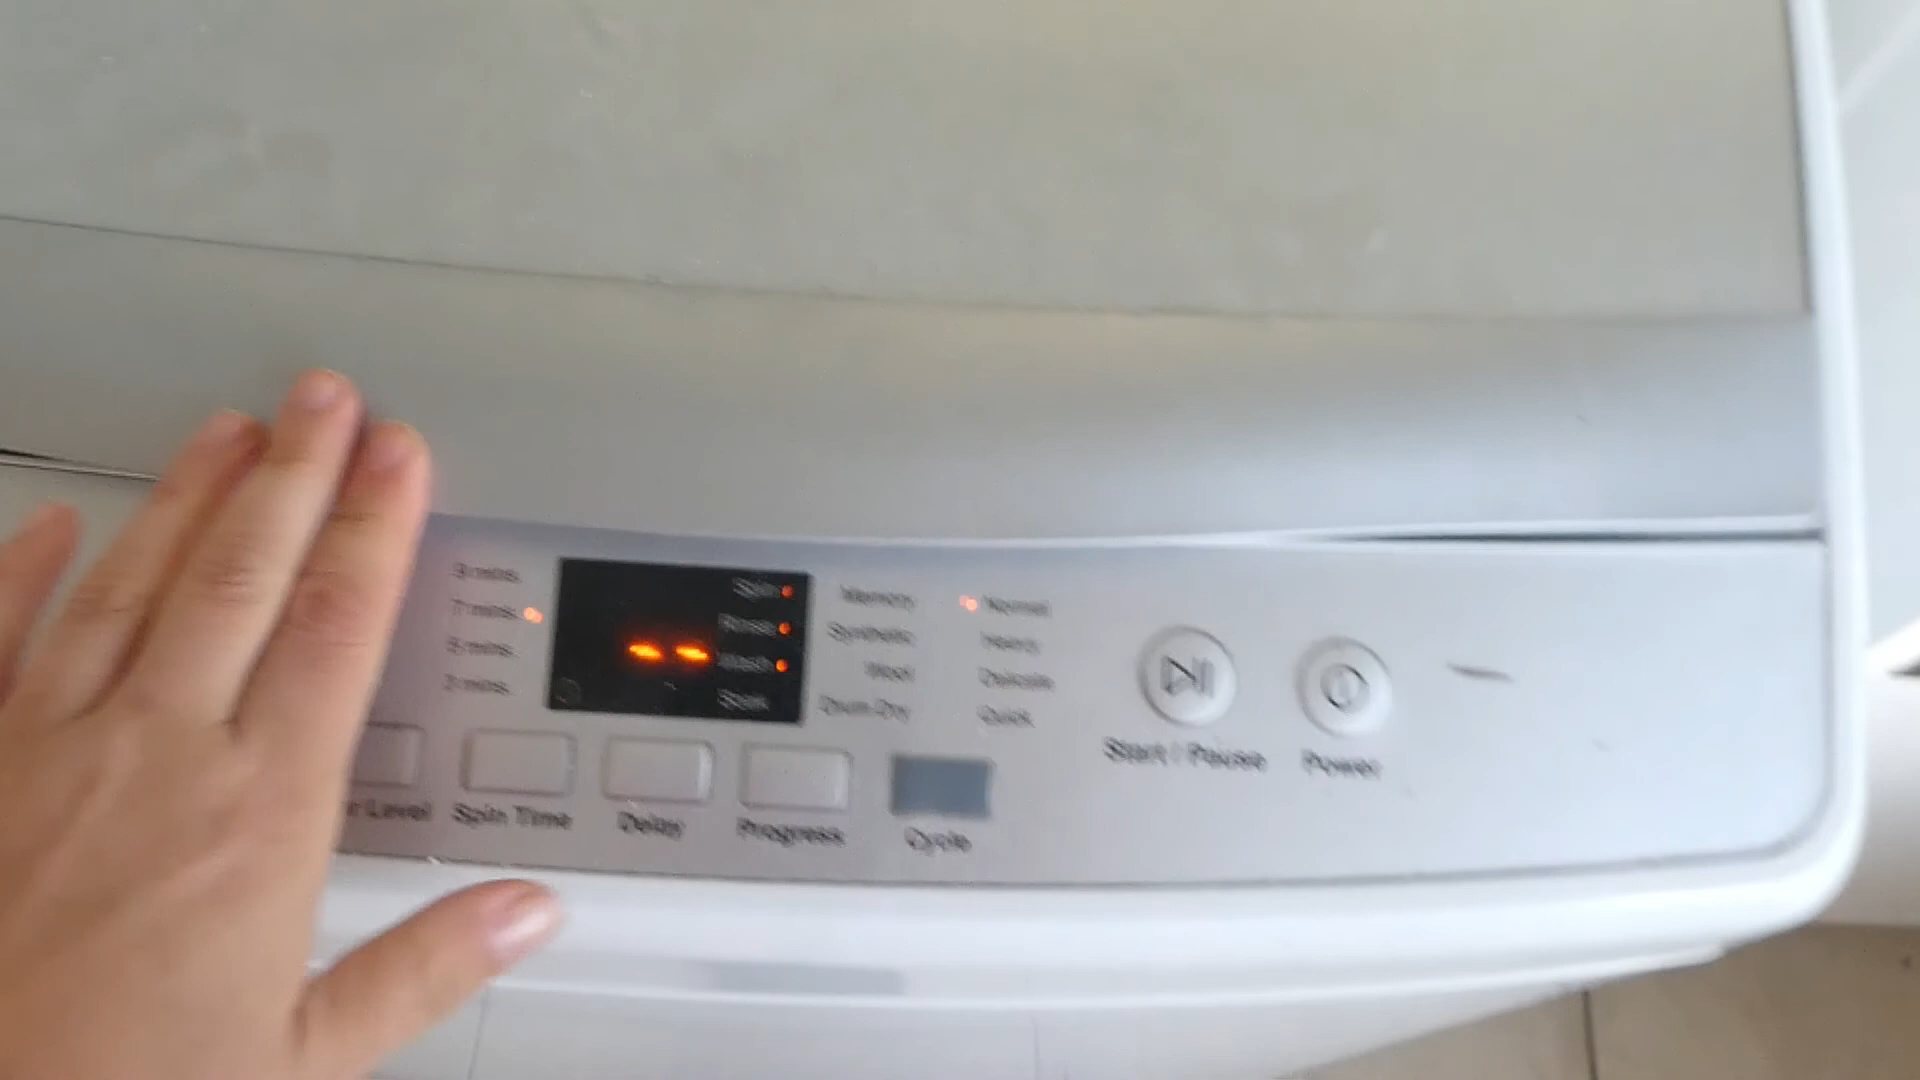 9 mins.
7 mins.
5 mins.
3 mins.
Spin
Rinse
Wash
Soak
--
Memory
Synthetic
Wool
Drum Dry
Normal
Heavy
Delicate
Quick
r Level
Spin Time
Delay
Progress
Cycle
Start / Pause
Power